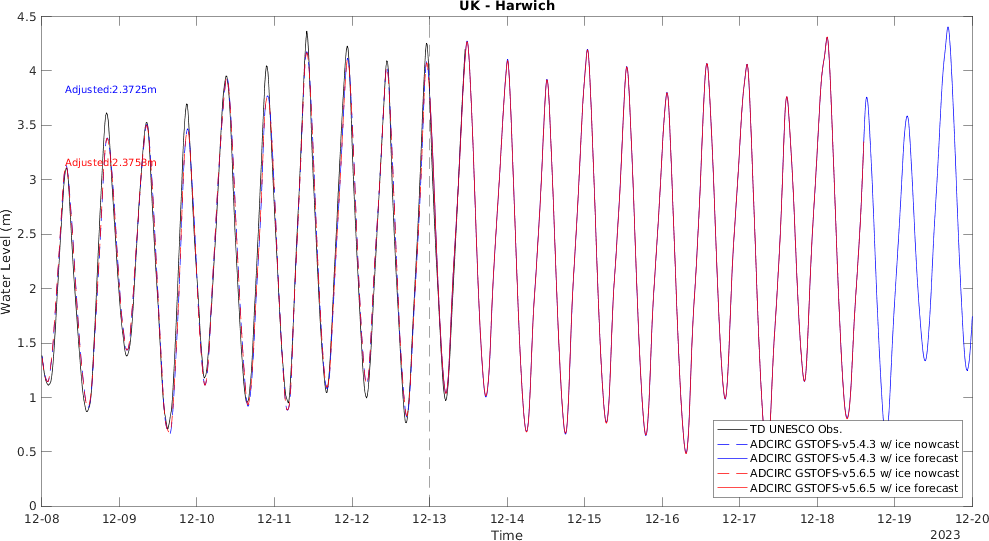 UK - Harwich
4.5
4
3.5
3
2.5
2
1.5
1
0.5
0
Water Level (m)
Adjusted:2.3725m
Adjusted:2.3753m
TD UNESCO Obs.
ADCIRC GSTOFS-v5.4.3 w/ ice nowcast
ADCIRC GSTOFS-v5.4.3 w/ ice forecast
ADCIRC GSTOFS-v5.6.5 w/ ice nowcast
ADCIRC GSTOFS-v5.6.5 w/ ice forecast
12-08 12-09 12-10 12-11 12-12 12-13 12-14 12-15 12-16 12-17 12-18 12-19 12-20
Time
2023